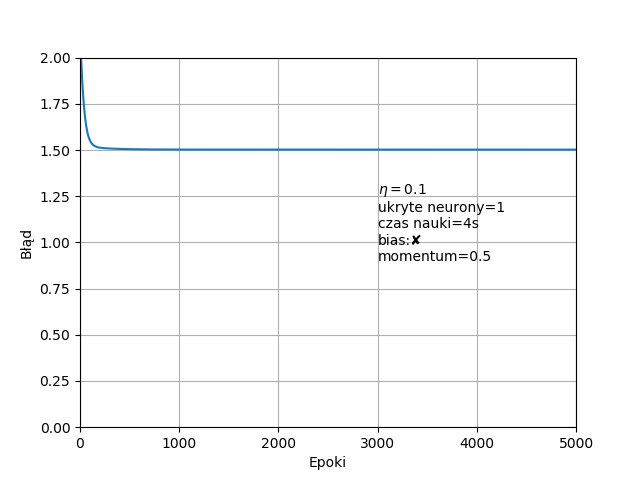 2.00
1.75
1.50
1.25
1.00
0.75
0.50
0.25
0.00
Błąd
η = 0.1
ukryte neurony=1
czas nauki=4s
bias:✘
momentum=0.5
0 1000 2000 3000 4000 5000
Epoki